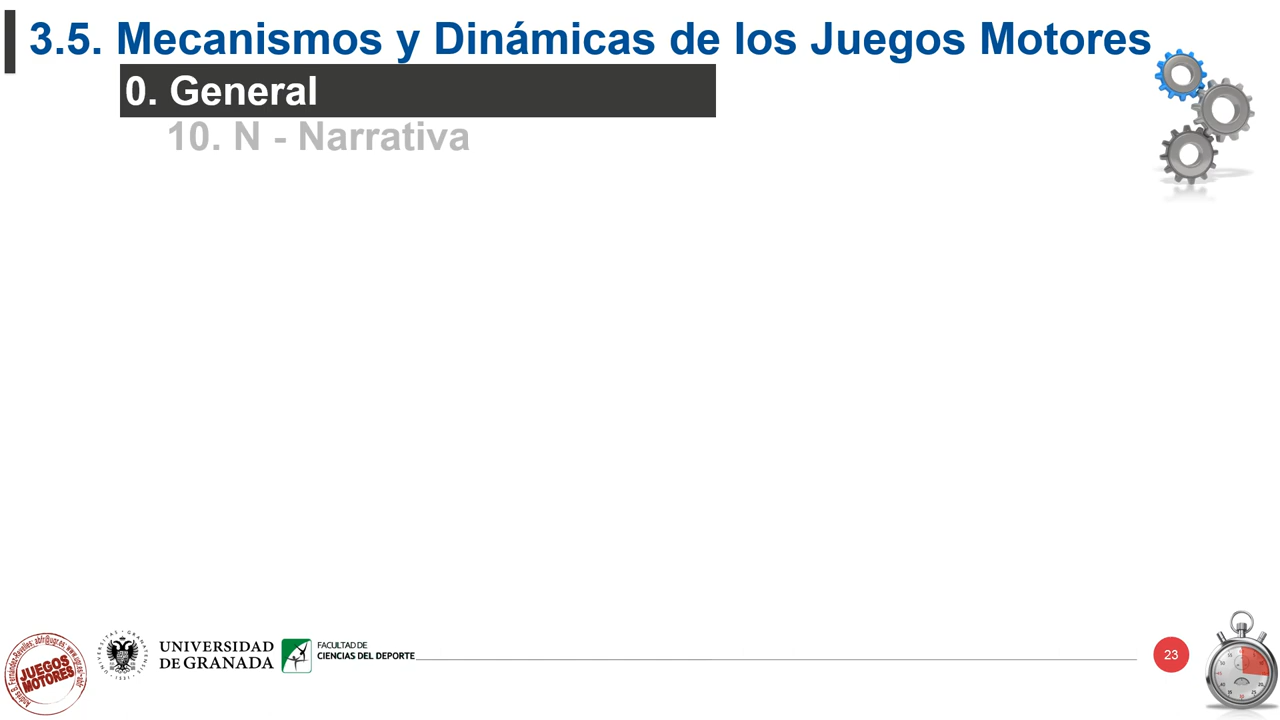 3.5. Mecanismos y Dinámicas de los Juegos Motores
0. General
10. N - Narrativa
JUEGOS
MOTORES
UNIVERSIDAD
DE GRANADA
FACULTAD DE
CIENCIAS DEL DEPORTE
23